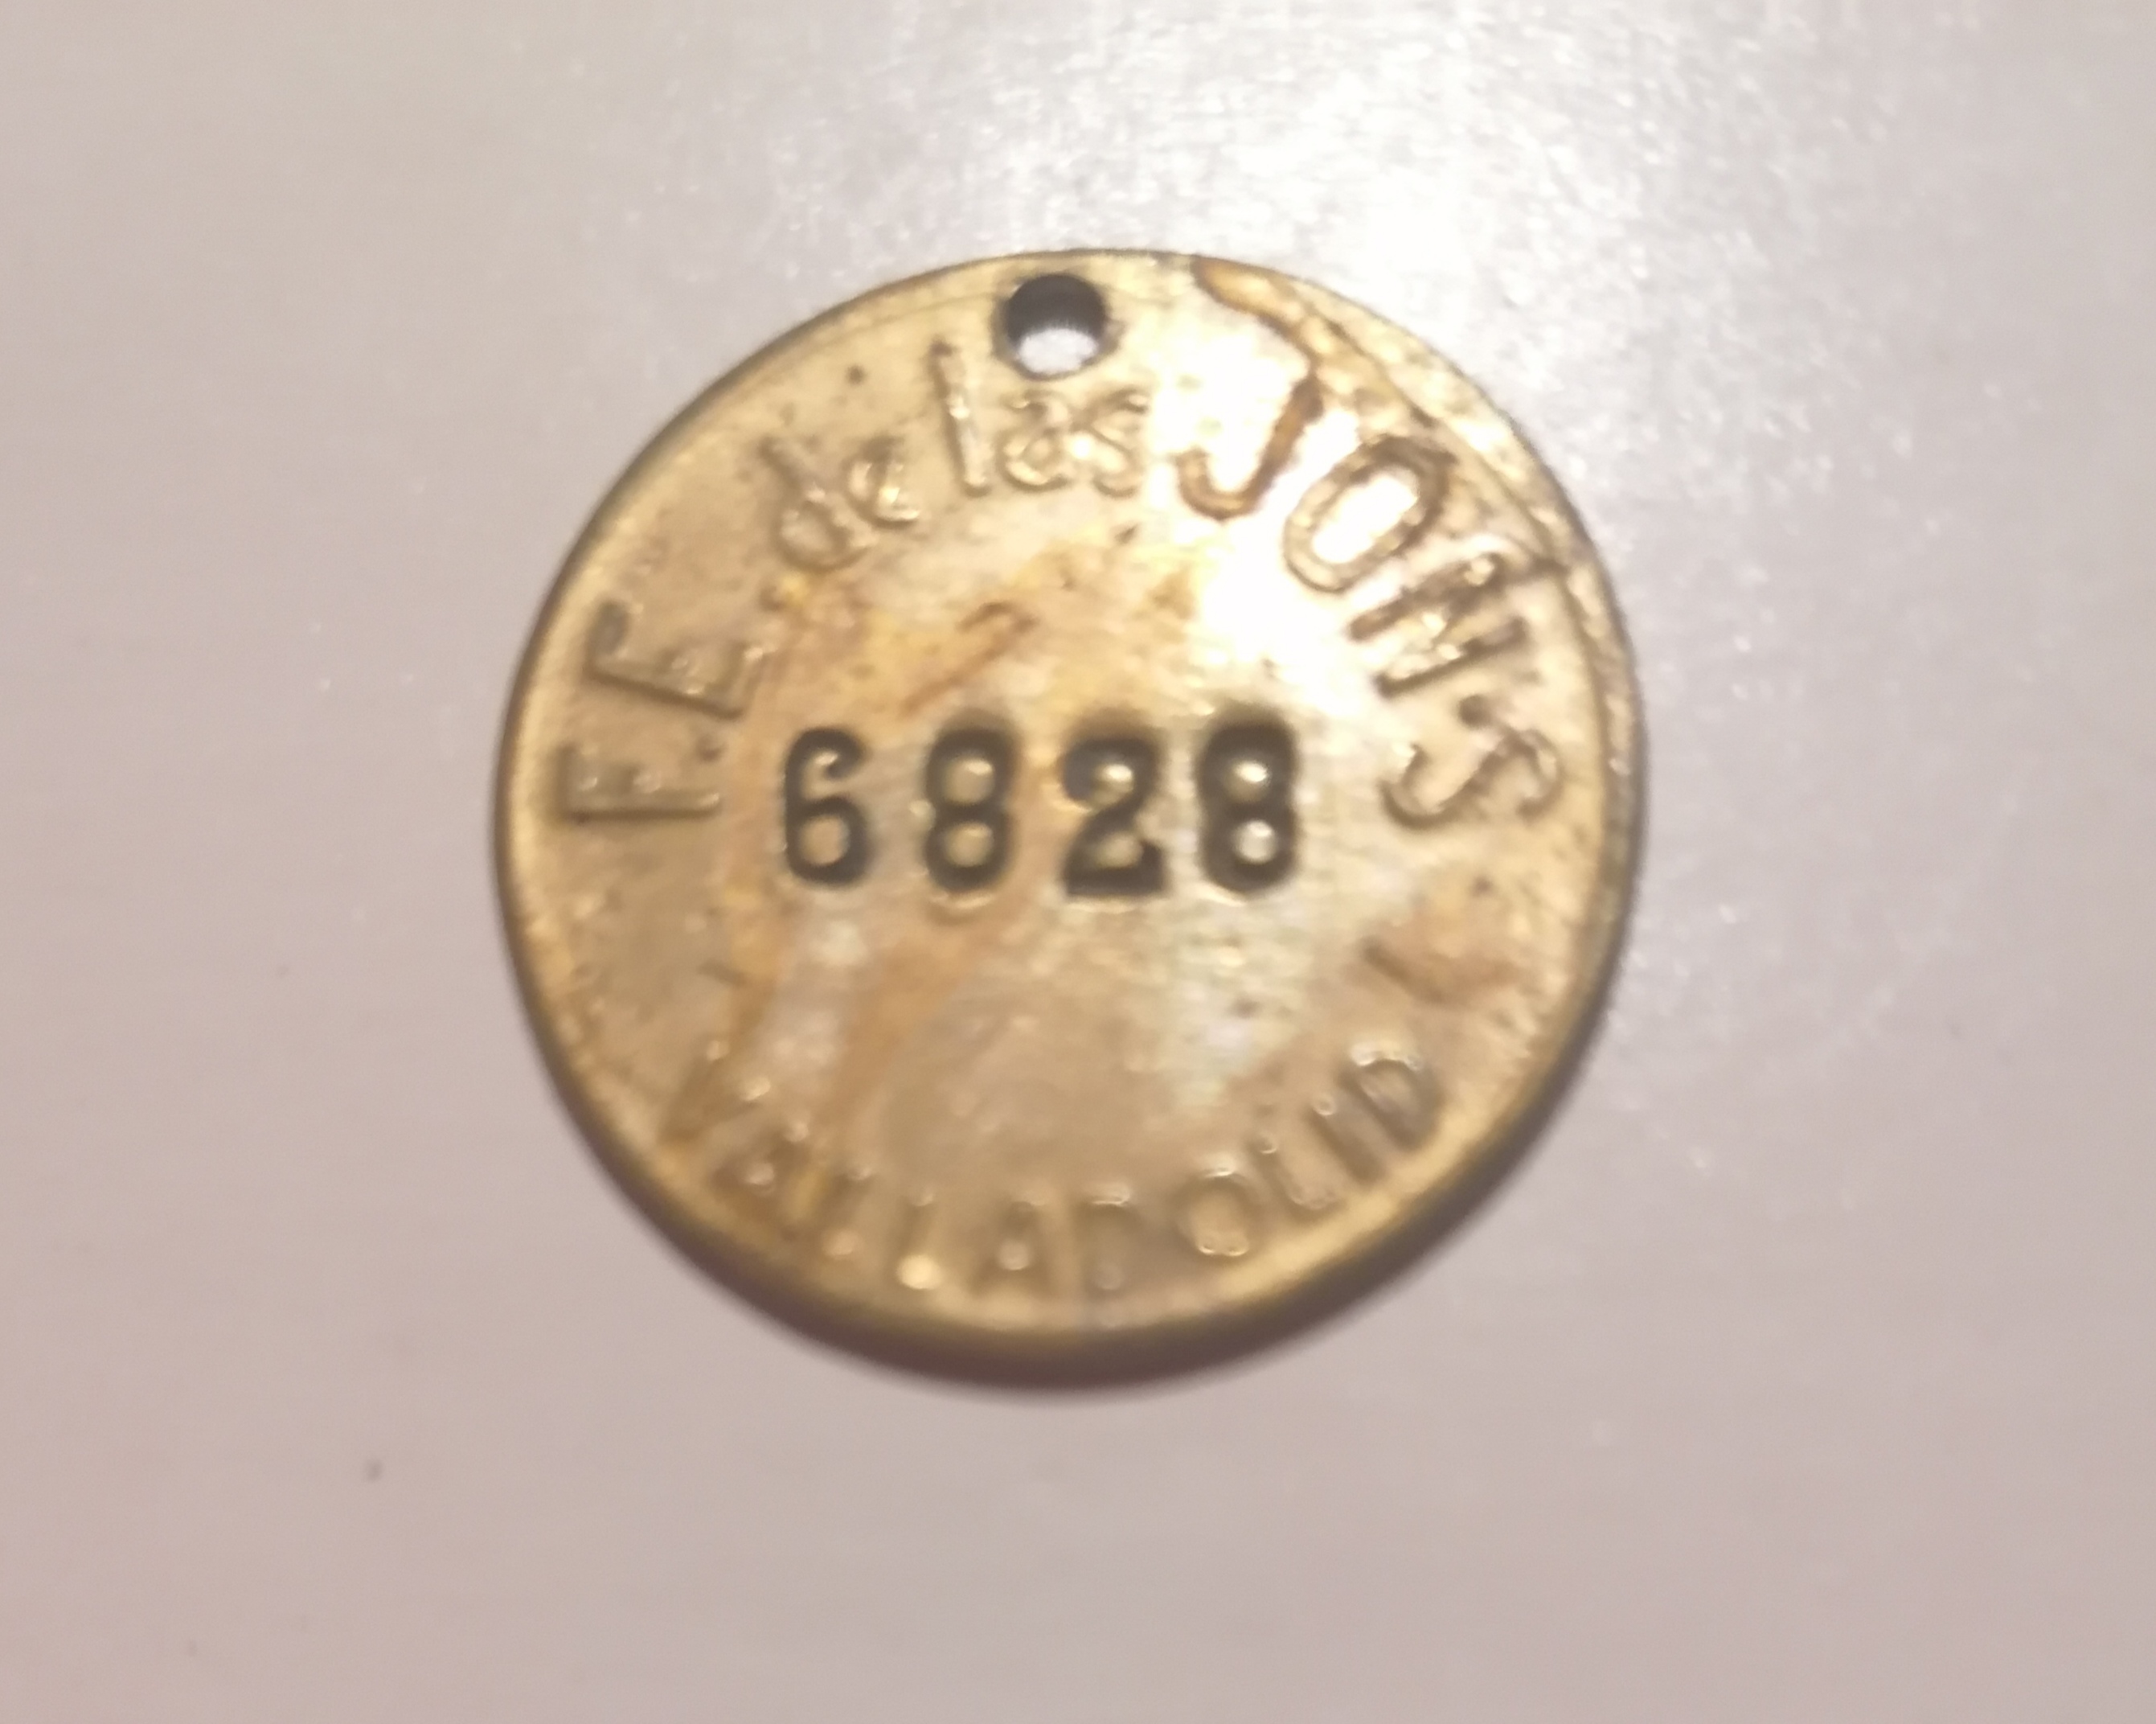 F.E. de las JON-S
6828
VALLADOLID